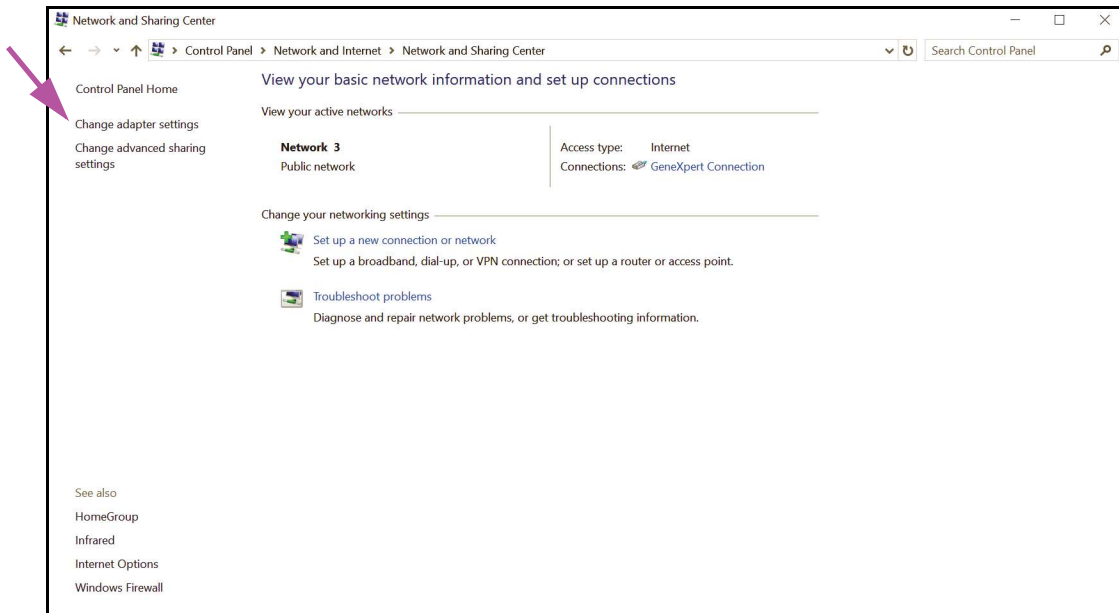 Network and Sharing Center
Control Panel > Network and Internet > Network and Sharing Center
Search Control Panel
Control Panel Home
Change adapter settings
Change advanced sharing
settings
View your basic network information and set up connections
View your active networks
Network 3
Public network
Access type: Internet
Connections: GeneXpert Connection
Change your networking settings
Set up a new connection or network
Set up a broadband, dial-up, or VPN connection; or set up a router or access point.
Troubleshoot problems
Diagnose and repair network problems, or get troubleshooting information.
See also
HomeGroup
Infrared
Internet Options
Windows Firewall